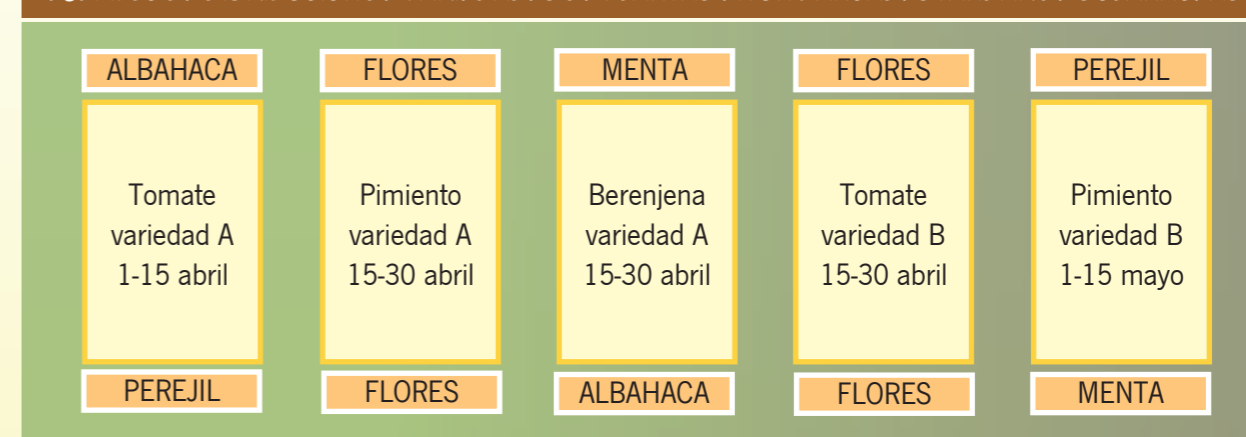 ALBAHACA
FLORES
MENTA
FLORES
PEREJIL
Tomate
variedad A
1-15 abril
Pimiento
variedad A
15-30 abril
Berenjena
variedad A
15-30 abril
Tomate
variedad B
15-30 abril
Pimiento
variedad B
1-15 mayo
PEREJIL
FLORES
ALBAHACA
FLORES
MENTA